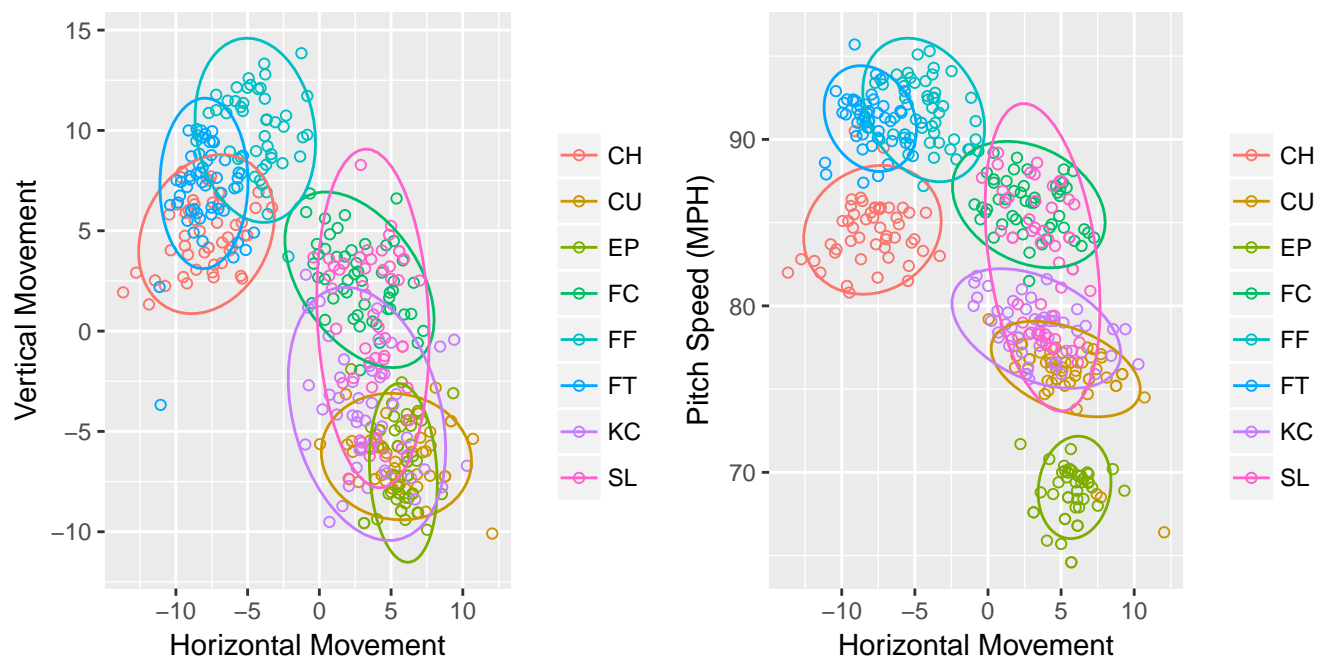 15
10
5
0
−5
−10
Vertical Movement
−10 −5 0 5 10
Horizontal Movement
CH
CU
EP
FC
FF
FT
KC
SL
90
80
70
Pitch Speed (MPH)
−10 −5 0 5 10
Horizontal Movement
CH
CU
EP
FC
FF
FT
KC
SL